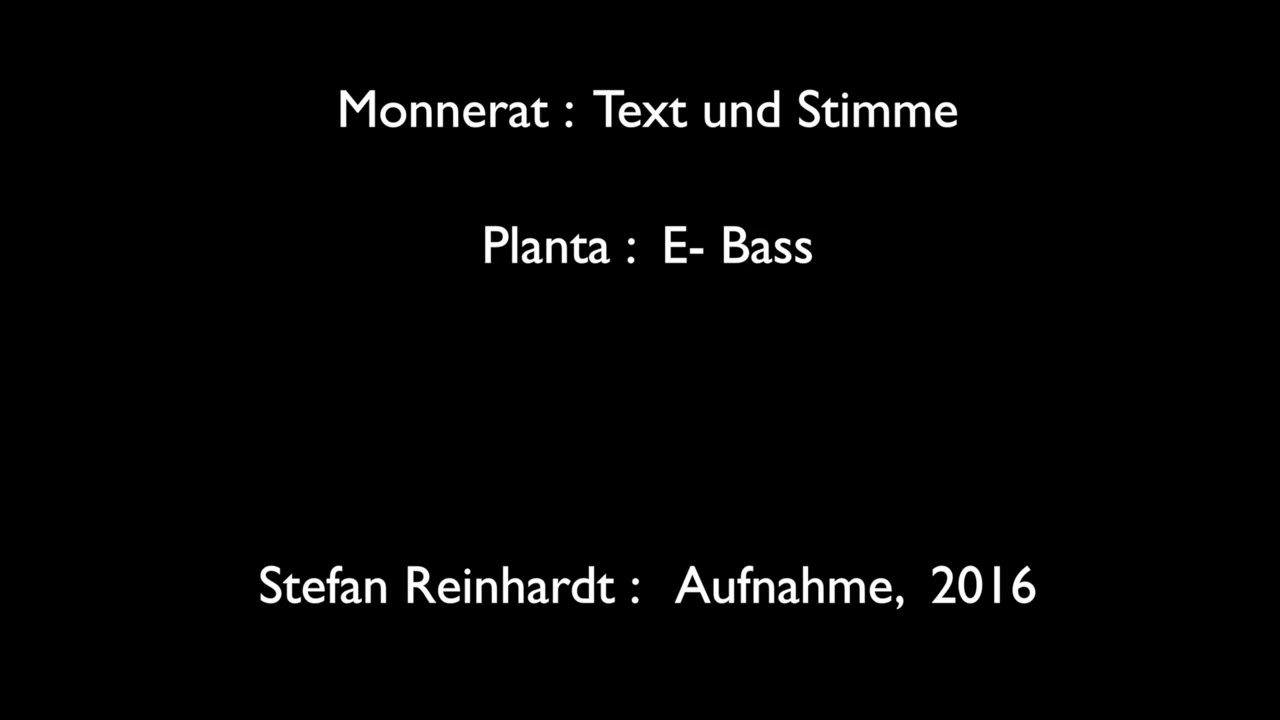 Monnerat : Text und Stimme
Planta : E- Bass
Stefan Reinhardt : Aufnahme, 2016